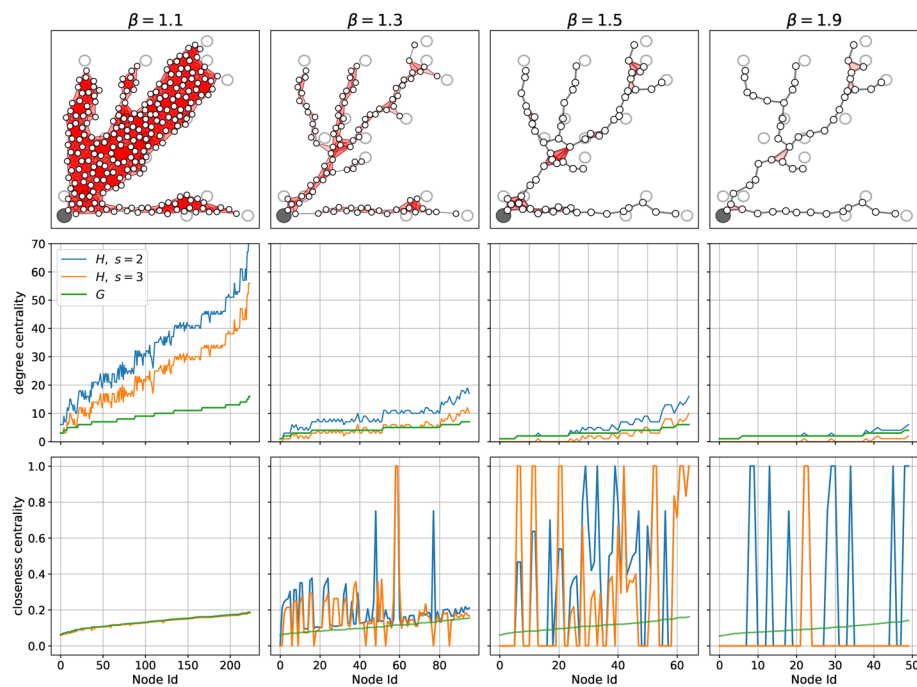 β = 1.1 β = 1.3 β = 1.5 β = 1.9
70
60
50
40
30
20
10
0
degree centrality
H, s = 2
H, s = 3
G
1.0
0.8
0.6
0.4
0.2
0.0
closeness centrality
0 50 100 150 200 0 20 40 60 80 0 20 40 60 0 10 20 30 40 50
Node Id Node Id Node Id Node Id